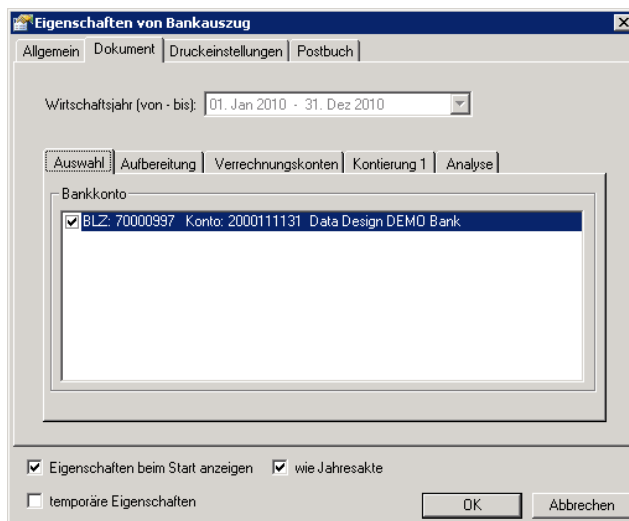 Eigenschaften von Bankauszug
Allgemein Dokument Druckeinstellungen Postbuch
Wirtschaftsjahr (von - bis): 01. Jan 2010 - 31. Dez 2010
Auswahl Aufbereitung Verrechnungskonten Kontierung 1 Analyse
Bankkonto
BLZ: 70000997 Konto: 2000111131 Data Design DEMO Bank
Eigenschaften beim Start anzeigen wie Jahresakte
temporäre Eigenschaften OK Abbrechen